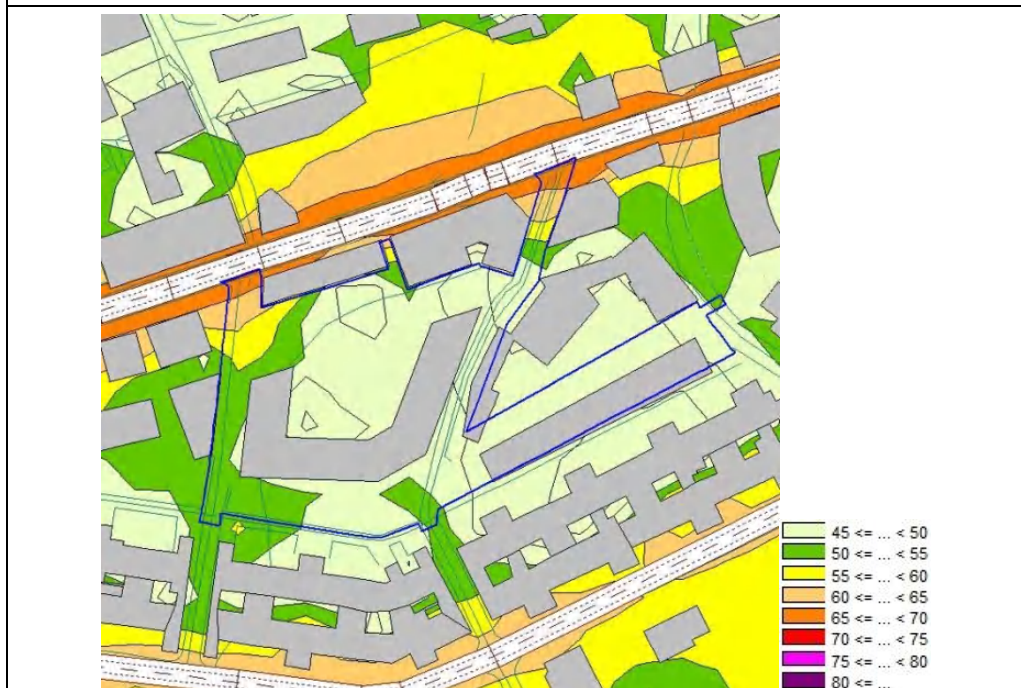 45 <= ... < 50
50 <= ... < 55
55 <= ... < 60
60 <= ... < 65
65 <= ... < 70
70 <= ... < 75
75 <= ... < 80
80 <= ...